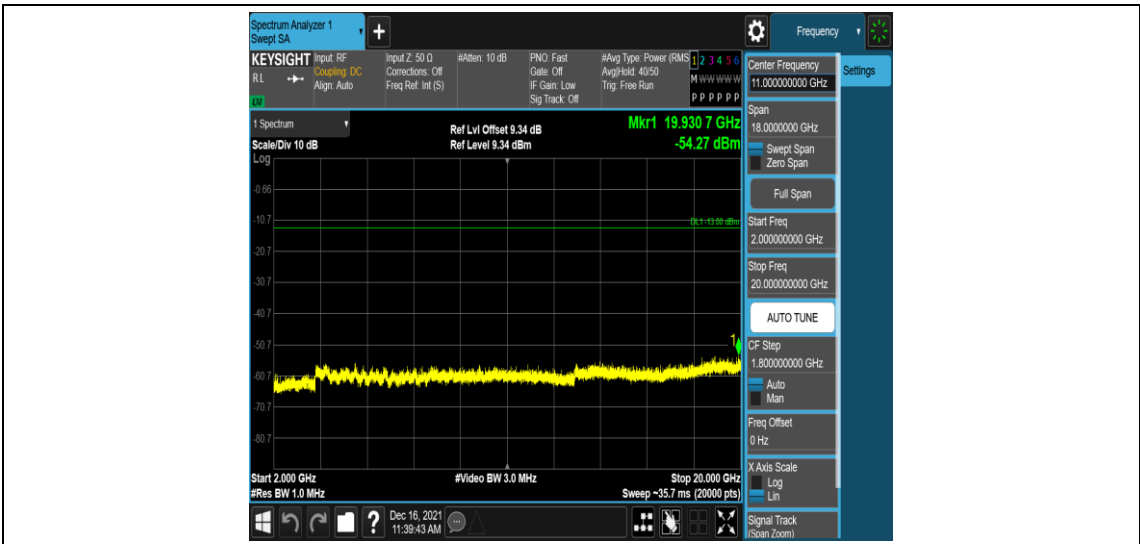 Spectrum Analyzer 1
Swept SA
+
Frequency
KEYSIGHT
RL
LXI
Input: RF
Coupling: DC
Align: Auto
Input Z: 50 Ω
Corrections: Off
Freq Ref: Int (S)
#Atten: 10 dB
PNO: Fast
Gate: Off
IF Gain: Low
Sig Track: Off
#Avg Type: Power (RMS
Avg|Hold: 40/50
Trig: Free Run
1 2 3 4 5 6
M W W W W W
P P P P P P
Center Frequency
11.000000000 GHz
Settings
1 Spectrum
Scale/Div 10 dB
Log
Ref Lvl Offset 9.34 dB
Ref Level 9.34 dBm
Mkr1 19.930 7 GHz
-54.27 dBm
Span
18.0000000 GHz
Swept Span
Zero Span
Full Span
Start Freq
2.000000000 GHz
Stop Freq
20.000000000 GHz
AUTO TUNE
CF Step
1.800000000 GHz
Auto
Man
Freq Offset
0 Hz
X Axis Scale
Log
Lin
Signal Track
(Span Zoom)
-0.66
-10.7
DL1 -13.00 dBm
-20.7
-30.7
-40.7
-50.7
1
-60.7
-70.7
-80.7
Start 2.000 GHz
#Res BW 1.0 MHz
#Video BW 3.0 MHz
Stop 20.000 GHz
Sweep ~35.7 ms (20000 pts)
?
Dec 16, 2021
11:39:43 AM